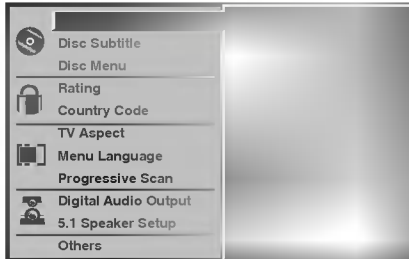 Disc Subtitle
Disc Menu
Rating
Country Code
TV Aspect
Menu Language
Progressive Scan
Digital Audio Output
5.1 Speaker Setup
Others